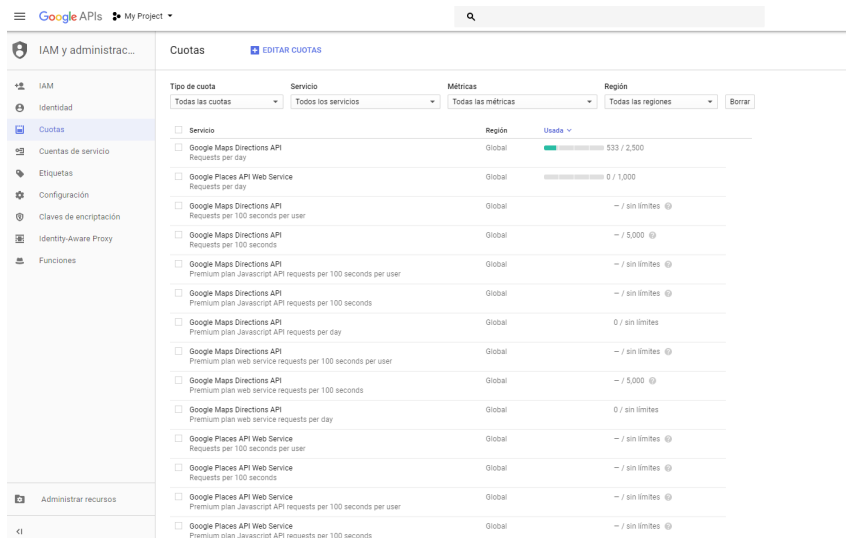 Google APIs My Project
IAM y administrac...
Cuotas
EDITAR CUOTAS
IAM
Identidad
Cuotas
Cuentas de servicio
Etiquetas
Configuración
Claves de encriptación
Identity-Aware Proxy
Funciones
Administrar recursos
Tipo de cuota Servicio Métricas Región
Todas las cuotas Todos los servicios Todas las métricas Todas las regiones Borrar
Servicio Región Usada
Google Maps Directions API Global 533 / 2,500
Requests per day
Google Places API Web Service Global 0 / 1,000
Requests per day
Google Maps Directions API Global — / sin límites
Requests per 100 seconds per user
Google Maps Directions API Global — / 5,000
Requests per 100 seconds
Google Maps Directions API Global — / sin límites
Premium plan Javascript API requests per 100 seconds per user
Google Maps Directions API Global — / sin límites
Premium plan Javascript API requests per 100 seconds
Google Maps Directions API Global 0 / sin límites
Premium plan Javascript API requests per day
Google Maps Directions API Global — / sin límites
Premium plan web service requests per 100 seconds per user
Google Maps Directions API Global — / 5,000
Premium plan web service requests per 100 seconds
Google Maps Directions API Global 0 / sin límites
Premium plan web service requests per day
Google Places API Web Service Global — / sin límites
Requests per 100 seconds per user
Google Places API Web Service Global — / sin límites
Requests per 100 seconds
Google Places API Web Service Global — / sin límites
Premium plan Javascript API requests per 100 seconds per user
Google Places API Web Service Global — / sin límites
Premium plan Javascript API requests per 100 seconds